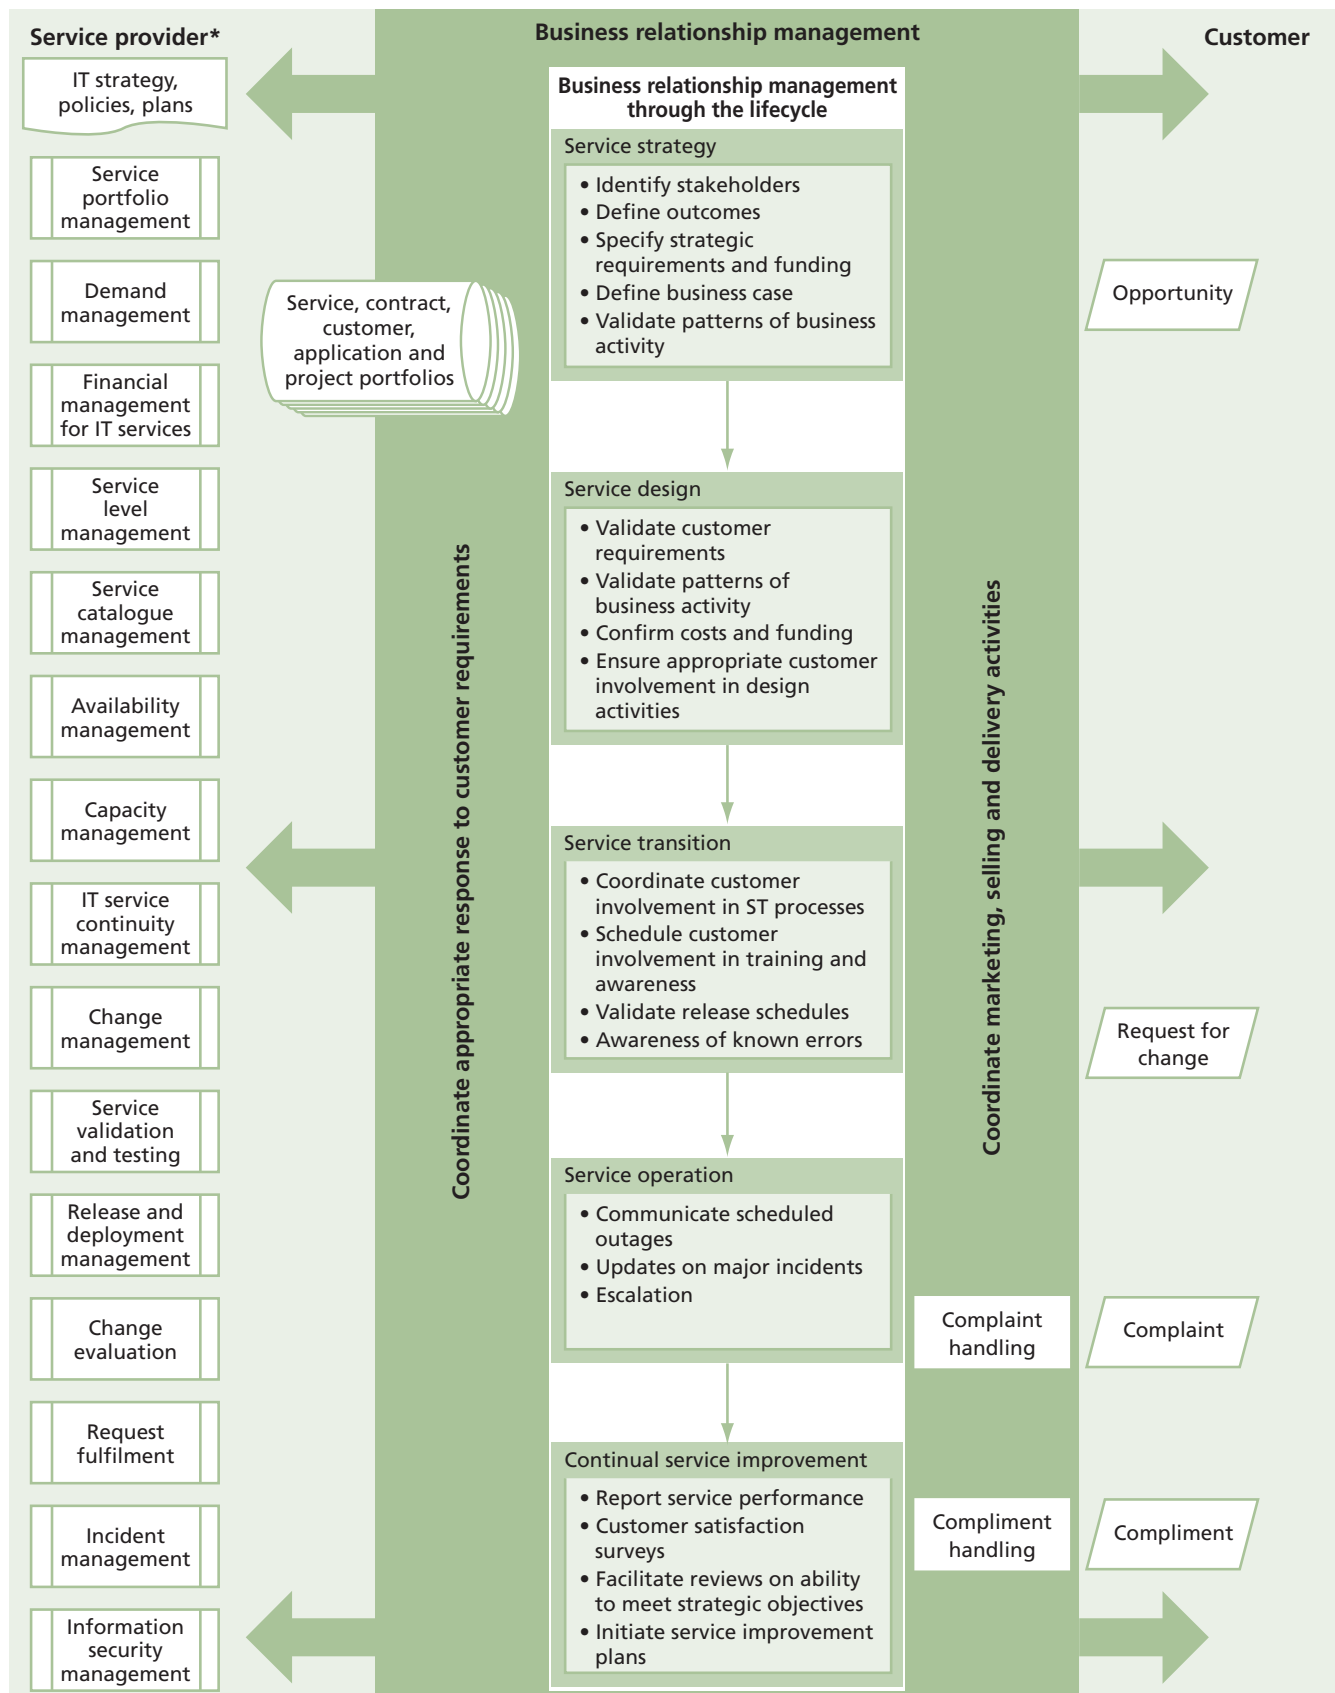 Service provider*
IT strategy,
policies, plans
Service
portfolio
management
Demand
management
Financial
management
for IT services
Service
level
management
Service
catalogue
management
Availability
management
Capacity
management
IT service
continuity
management
Change
management
Service
validation
and testing
Release and
deployment
management
Change
evaluation
Request
fulfilment
Incident
management
Information
security
management
Business relationship management
Service, contract,
customer,
application and
project portfolios
Coordinate appropriate response to customer requirements
Business relationship management
through the lifecycle
Service strategy
• Identify stakeholders
• Define outcomes
• Specify strategic
requirements and funding
• Define business case
• Validate patterns of business
activity
Service design
• Validate customer
requirements
• Validate patterns of
business activity
• Confirm costs and funding
• Ensure appropriate customer
involvement in design
activities
Service transition
• Coordinate customer
involvement in ST processes
• Schedule customer
involvement in training and
awareness
• Validate release schedules
• Awareness of known errors
Service operation
• Communicate scheduled
outages
• Updates on major incidents
• Escalation
Continual service improvement
• Report service performance
• Customer satisfaction
surveys
• Facilitate reviews on ability
to meet strategic objectives
• Initiate service improvement
plans
Coordinate marketing, selling and delivery activities
Complaint
handling
Compliment
handling
Customer
Opportunity
Request for
change
Complaint
Compliment